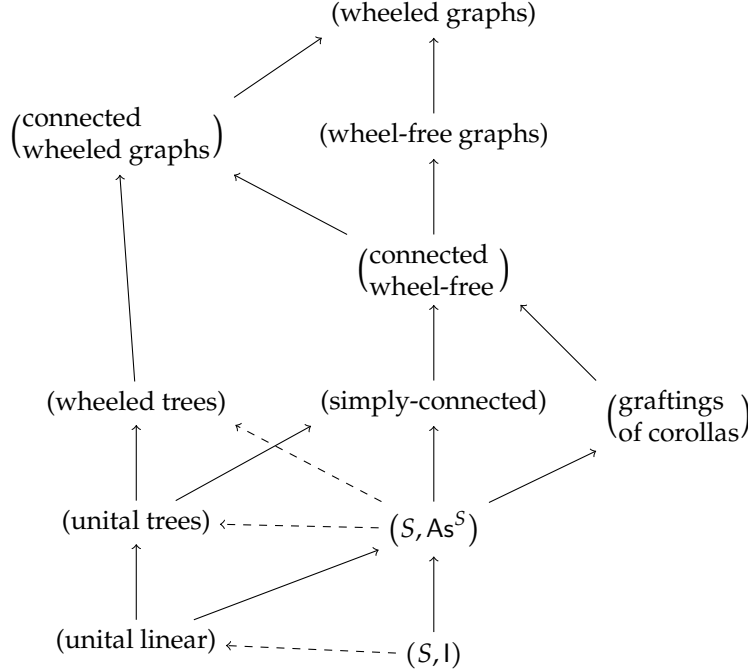 (wheeled graphs)
(connected
wheeled graphs)
(wheel-free graphs)
(connected
wheel-free)
(wheeled trees)
(simply-connected)
(graftings
of corollas)
(unital trees)
(S, As^S)
(unital linear)
(S, I)